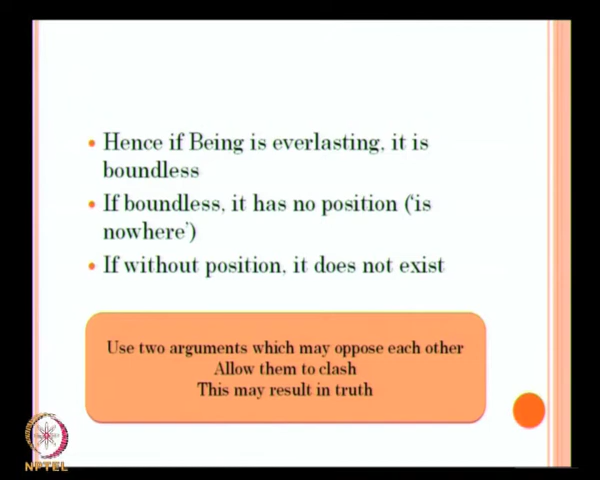 Hence if Being is everlasting, it is
boundless
If boundless, it has no position ('is
nowhere')
If without position, it does not exist
Use two arguments which may oppose each other
Allow them to clash
This may result in truth
NPTEL